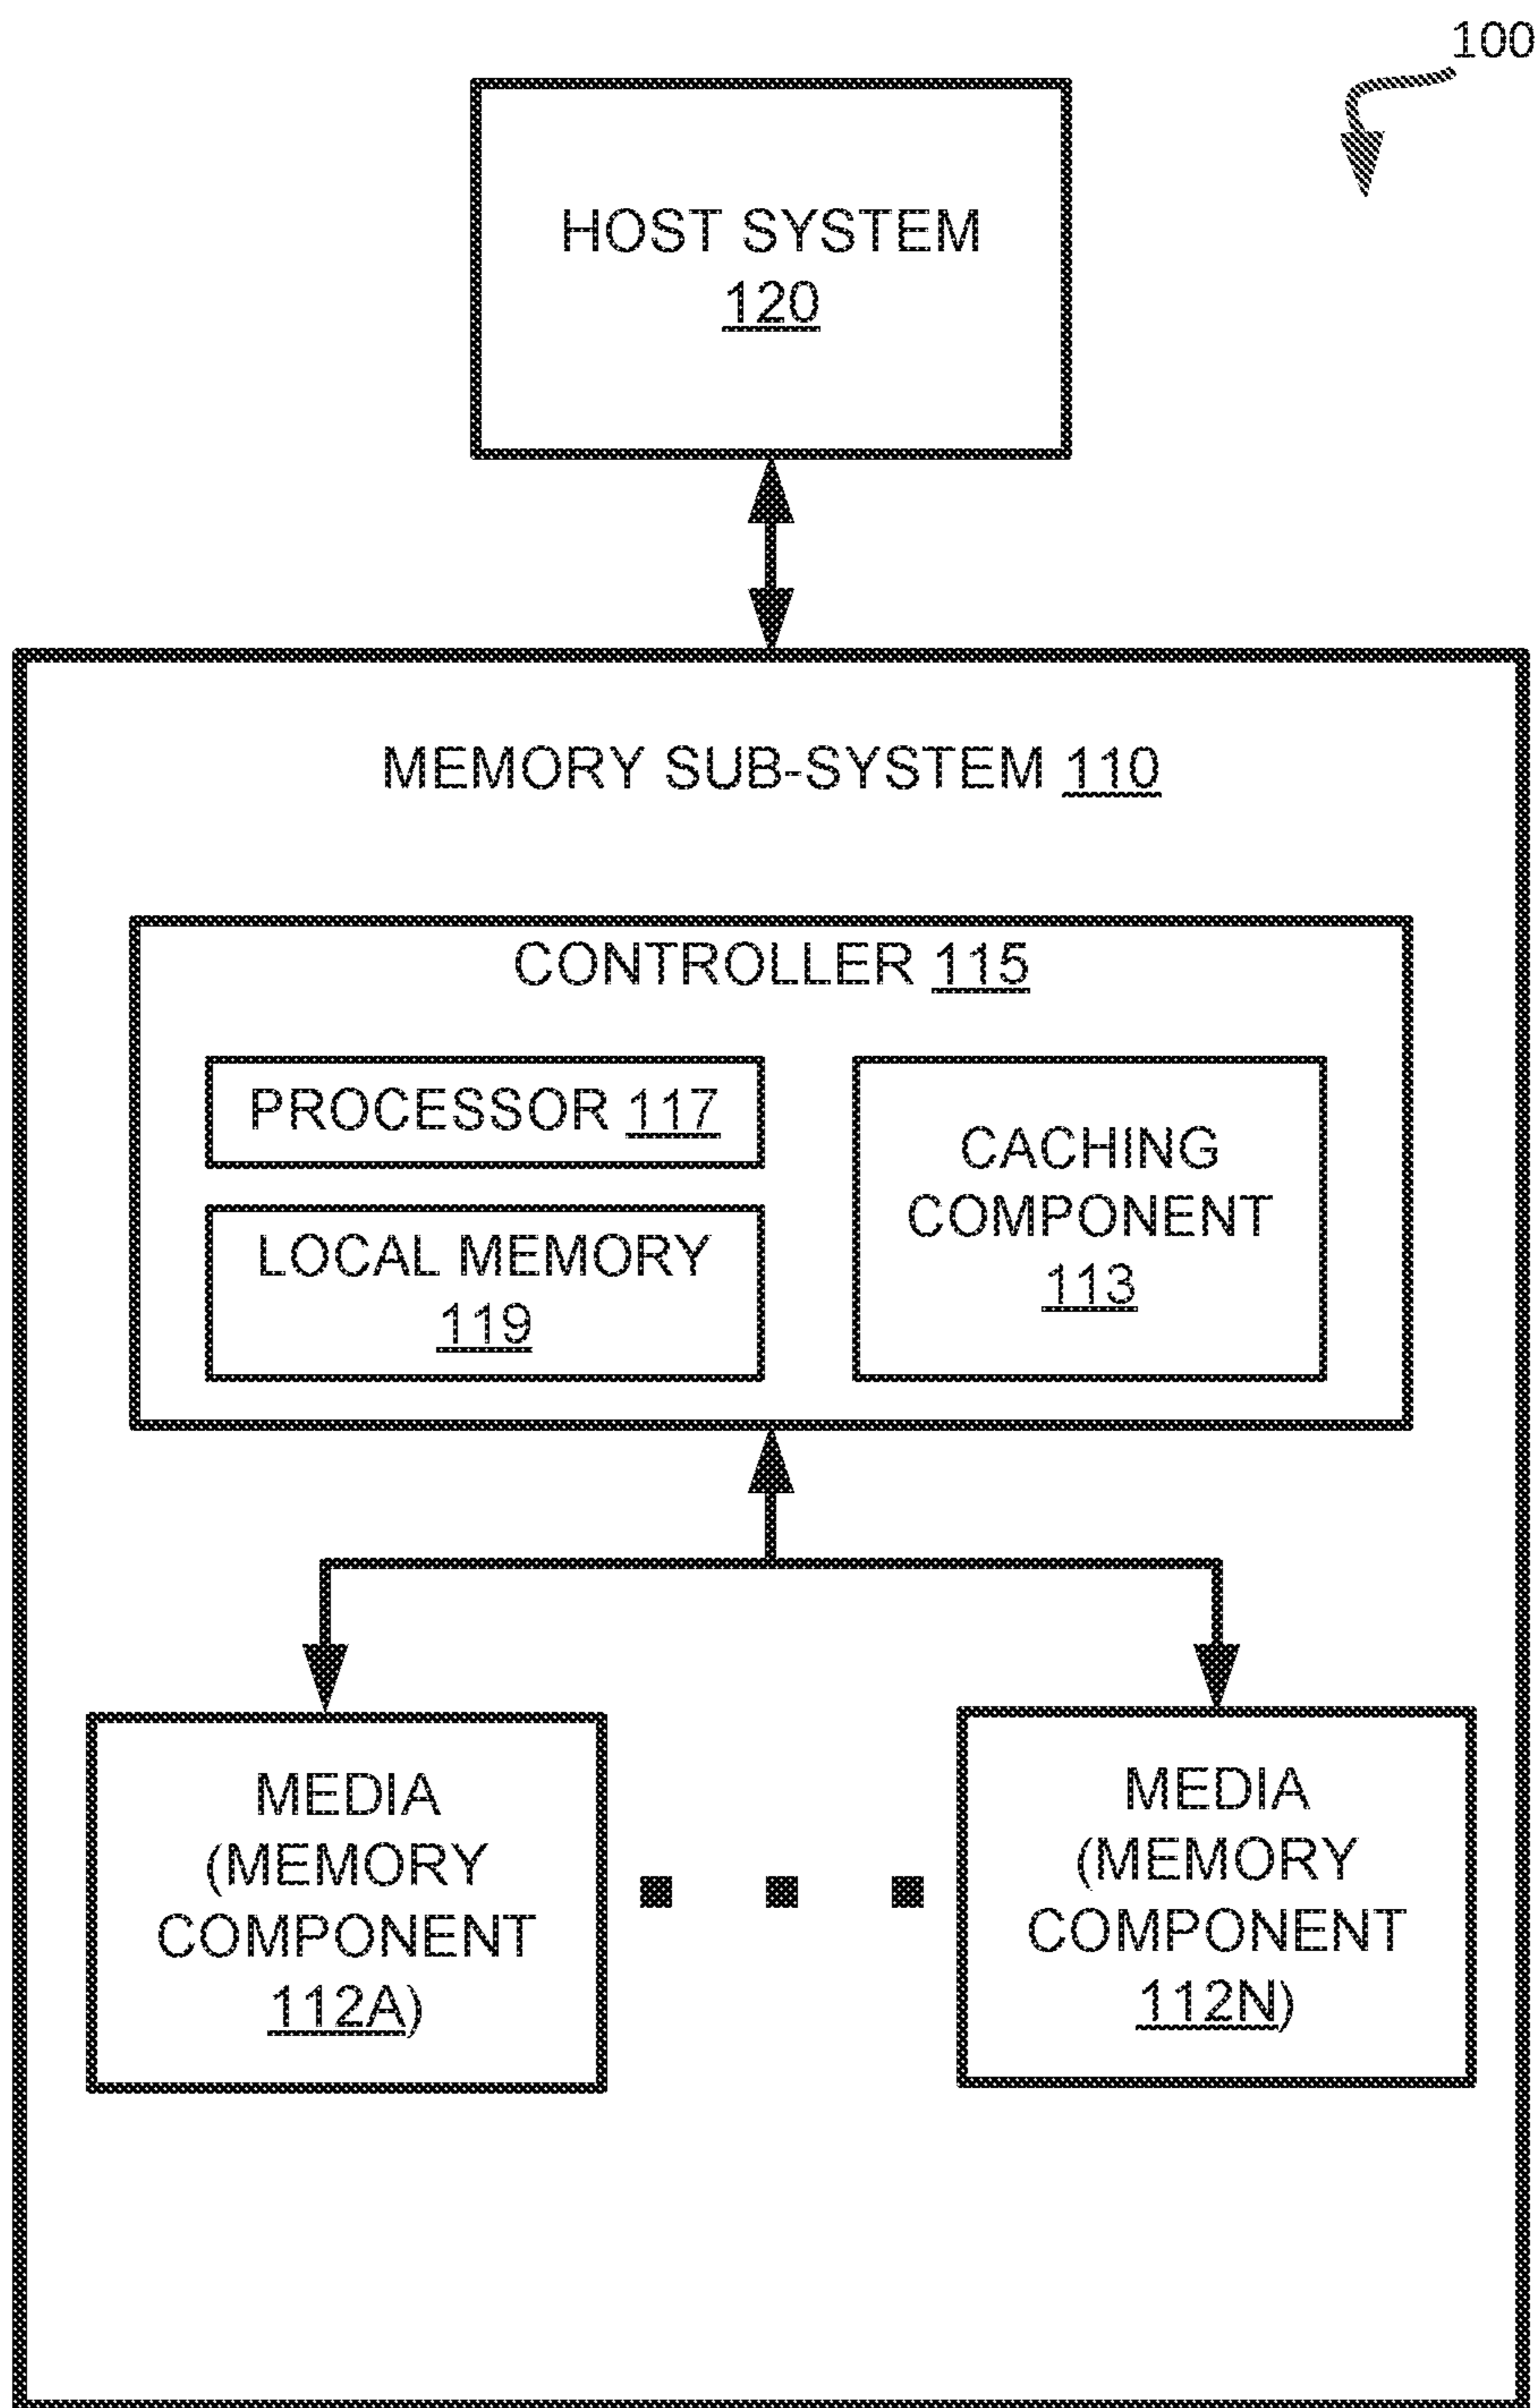 100
HOST SYSTEM
120
MEMORY SUB-SYSTEM 110
CONTROLLER 115
PROCESSOR 117
LOCAL MEMORY
119
CACHING
COMPONENT
113
MEDIA
(MEMORY
COMPONENT
112A)
MEDIA
(MEMORY
COMPONENT
112N)